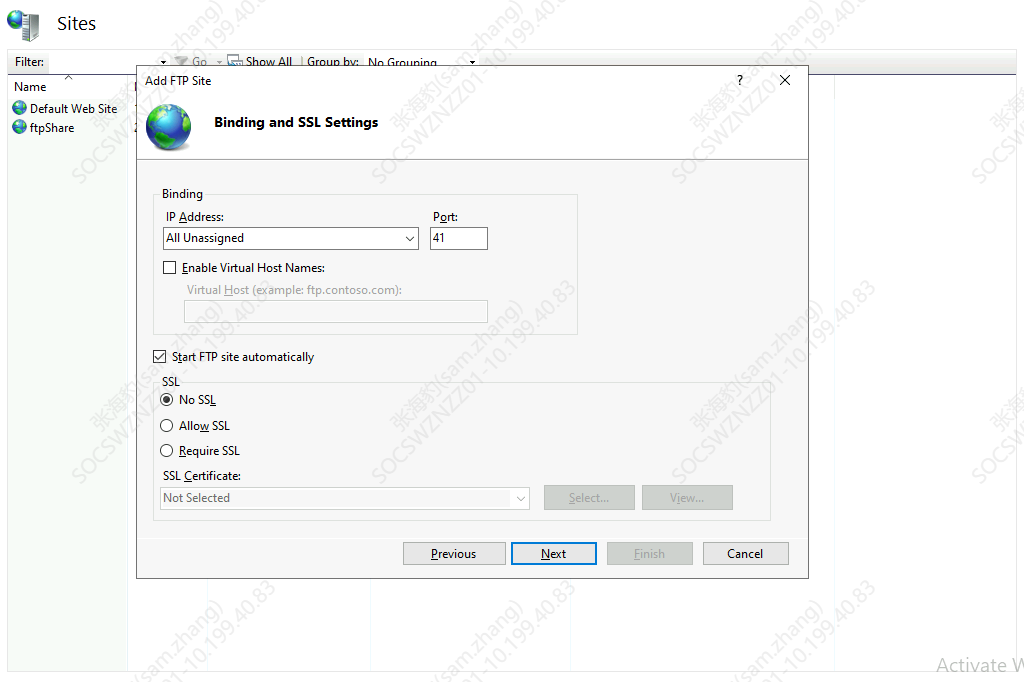 Sites
Filter: Go Show All Group by: No Grouping
Name
Default Web Site
ftpShare
Add FTP Site ?
Binding and SSL Settings
Binding
IP Address: Port:
All Unassigned 41
Enable Virtual Host Names:
Virtual Host (example: ftp.contoso.com):
Start FTP site automatically
SSL
No SSL
Allow SSL
Require SSL
SSL Certificate:
Not Selected Select... View...
Previous Next Finish Cancel
Activate W
张海豹(sam.zhang)
SOCSWZNZZ01-10.199.40.83